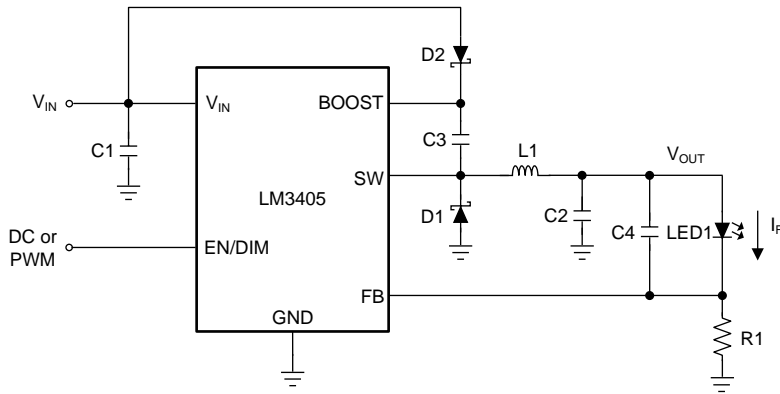 D2
V_IN
V_IN
BOOST
C1
C3
L1
V_OUT
SW
LM3405
D1
C2
C4
LED1
DC or
PWM
EN/DIM
FB
GND
R1